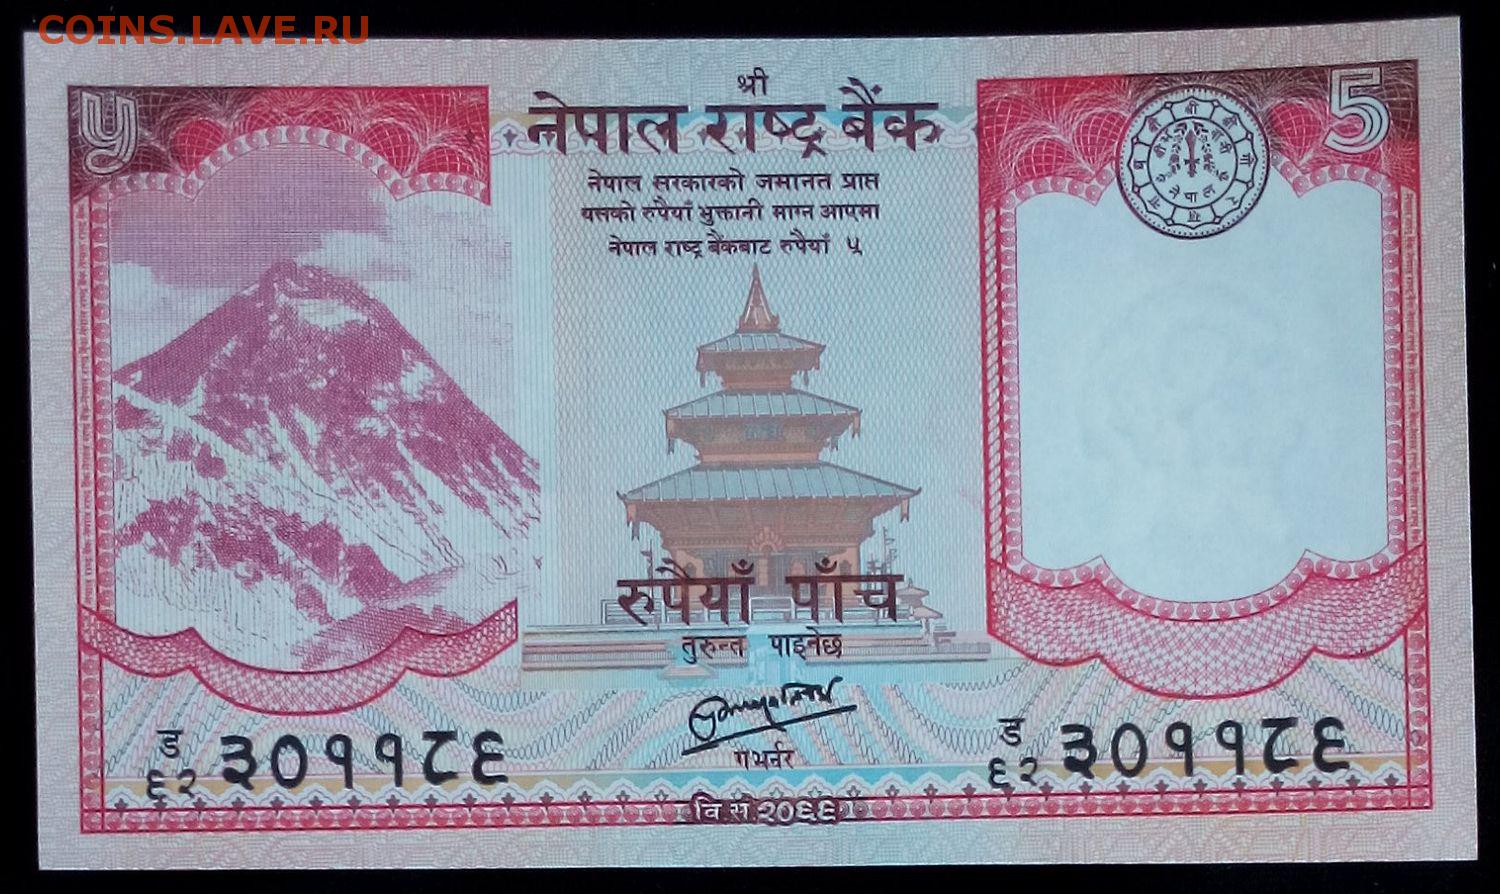 COINS.LAVE.RU
५
5
श्री
नेपाल राष्ट्र बैंक
नेपाल सरकारको जमानत प्राप्त
यसको रुपैयाँ भुक्तानी माग्न आएमा
नेपाल राष्ट्र बैंकबाट रुपैयाँ ५
रुपैयाँ पाँच
तुरुन्त पाइनेछ
गभर्नर
ड
६२ ३०११८६
ड
६२ ३०११८६
वि सं २०६९